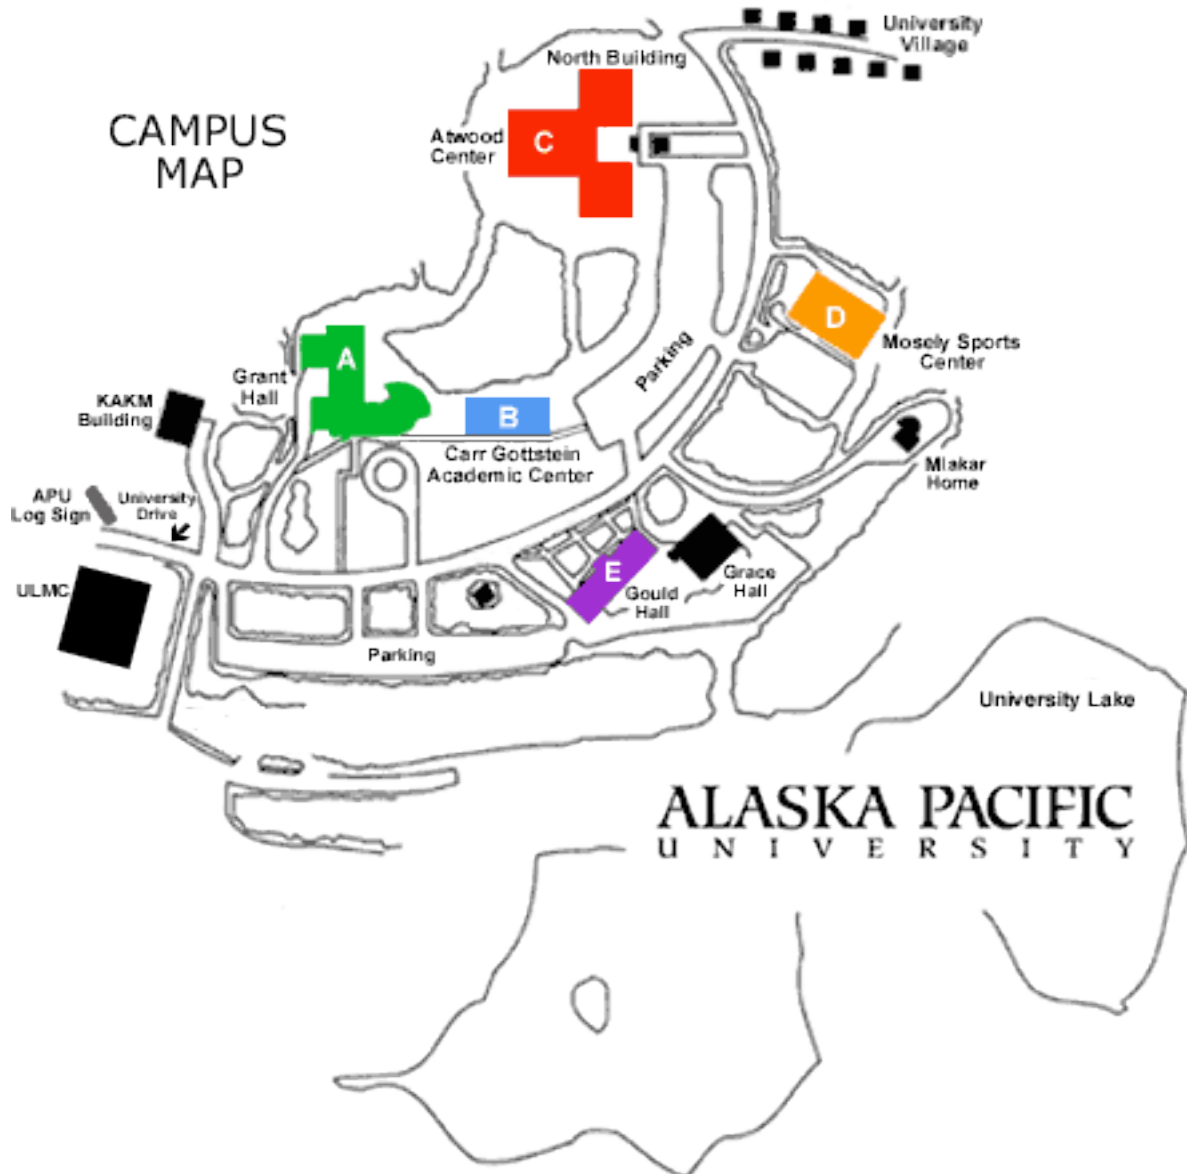 University
Village
North Building
CAMPUS
MAP
Atwood
Center
C
D
Mosely Sports
Center
A
Parking
Grant
Hall
KAKM
Building
B
Carr Gottstein
Academic Center
Mlakar
Home
APU
Log Sign
University
Drive
E
Grace
Hall
Gould
Hall
ULMC
Parking
University Lake
ALASKA PACIFIC
UNIVERSITY